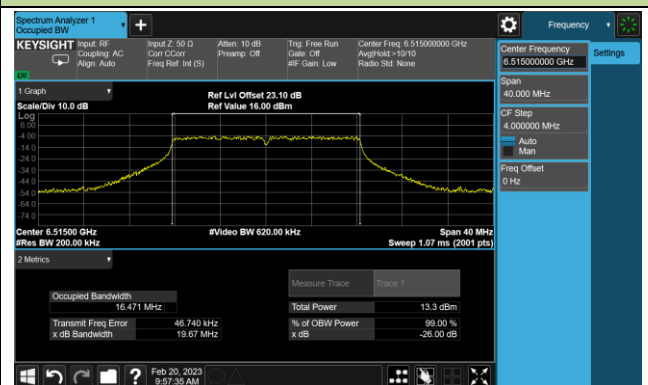 Spectrum Analyzer 1
Occupied BW
Frequency
KEYSIGHT
Input: RF
Coupling: AC
Align: Auto
Input Z: 50 Ω
Corr CCorr
Freq Ref: Int (S)
Atten: 10 dB
Preamp: Off
Trig: Free Run
Gate: Off
#IF Gain: Low
Center Freq: 6.515000000 GHz
Avg|Hold:>10/10
Radio Std: None
LW
Center Frequency
6.515000000 GHz
Settings
Span
40.000 MHz
CF Step
4.000000 MHz
Auto
Man
Freq Offset
0 Hz
1 Graph
Ref Lvl Offset 23.10 dB
Scale/Div 10.0 dB
Ref Value 16.00 dBm
Log
6.00
-4.00
-14.0
-24.0
-34.0
-44.0
-54.0
-64.0
-74.0
Center 6.51500 GHz
#Video BW 620.00 kHz
Span 40 MHz
#Res BW 200.00 kHz
Sweep 1.07 ms (2001 pts)
2 Metrics
Measure Trace
Trace 1
Occupied Bandwidth
16.471 MHz
Total Power
13.3 dBm
Transmit Freq Error
46.740 kHz
% of OBW Power
99.00 %
x dB Bandwidth
19.67 MHz
x dB
-26.00 dB
?
Feb 20, 2023
9:57:35 AM